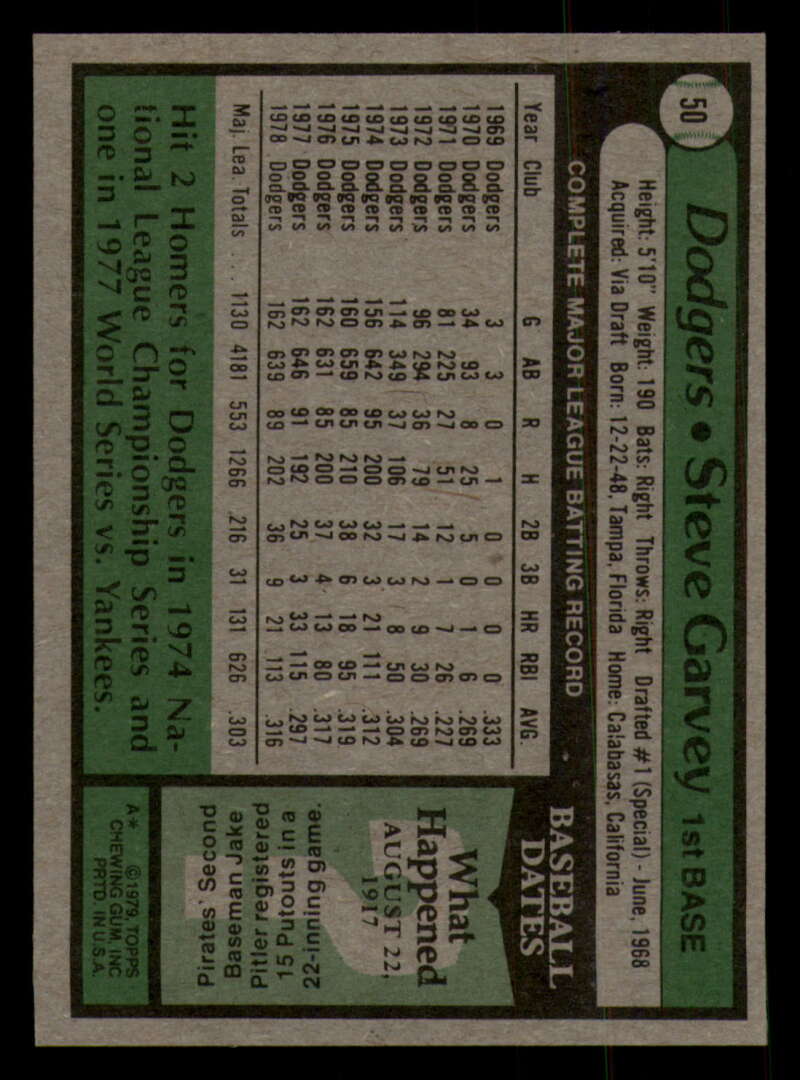 50
Dodgers • Steve Garvey 1st BASE
Height: 5'10" Weight: 190 Bats: Right Throws: Right Drafted #1 (Special) - June, 1968
Acquired: Via Draft Born: 12-22-48, Tampa, Florida Home: Calabasas, California
COMPLETE MAJOR LEAGUE BATTING RECORD
Year Club G AB R H 2B 3B HR RBI AVG.
1969 Dodgers 3 3 0 1 0 0 0 0 .333
1970 Dodgers 34 93 8 25 5 0 1 6 .269
1971 Dodgers 81 225 27 51 12 1 7 26 .227
1972 Dodgers 96 294 36 79 14 2 9 30 .269
1973 Dodgers 114 349 37 106 17 3 8 50 .304
1974 Dodgers 156 642 95 200 32 3 21 111 .312
1975 Dodgers 160 659 85 210 38 6 18 95 .319
1976 Dodgers 162 631 85 200 37 4 13 80 .317
1977 Dodgers 162 646 91 192 25 3 33 115 .297
1978 Dodgers 162 639 89 202 36 9 21 113 .316
Maj. Lea. Totals . . . 1130 4181 553 1266 216 31 131 626 .303
Hit 2 Homers for Dodgers in 1974 Na-
tional League Championship Series and
one in 1977 World Series vs. Yankees.
BASEBALL
DATES
What
Happened
AUGUST 22,
1917
Pirates' Second
Baseman Jake
Pitler registered
15 Putouts in a
22-inning game.
A* ©1979, TOPPS
CHEWING GUM, INC
PRTD. IN U.S.A.